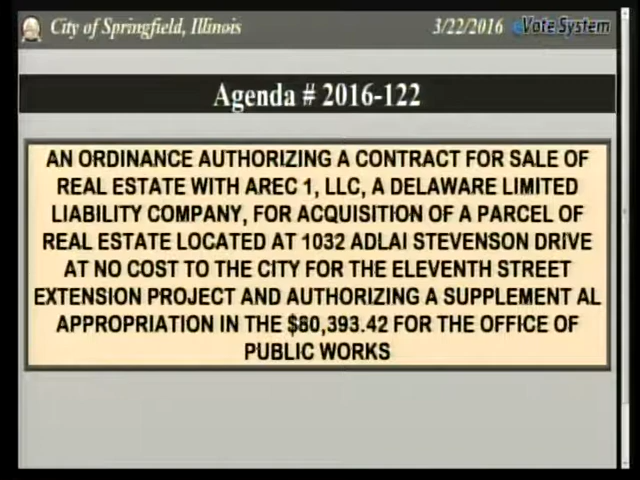 City of Springfield, Illinois 3/22/2016 eVote System
Agenda # 2016-122
AN ORDINANCE AUTHORIZING A CONTRACT FOR SALE OF
REAL ESTATE WITH AREC 1, LLC, A DELAWARE LIMITED
LIABILITY COMPANY, FOR ACQUISITION OF A PARCEL OF
REAL ESTATE LOCATED AT 1032 ADLAI STEVENSON DRIVE
AT NO COST TO THE CITY FOR THE ELEVENTH STREET
EXTENSION PROJECT AND AUTHORIZING A SUPPLEMENT AL
APPROPRIATION IN THE $80,393.42 FOR THE OFFICE OF
PUBLIC WORKS